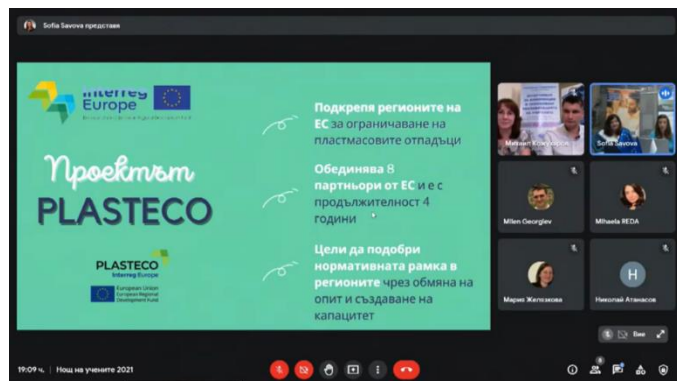 Sofia Savova представя
Interreg
Europe
Проектът
PLASTECO
PLASTECO
Interreg Europe
European Union
European Regional
Development Fund
Подкрепя регионите на
ЕС за ограничаване на
пластмасовите отпадъци
Обединява 8
партньори от ЕС и е с
продължителност 4
години
Цели да подобри
нормативната рамка в
регионите чрез обмяна на
опит и създаване на
капацитет
Sofia Savova
Milen Georgiev
Mihaela REDA
Мария Желязкова
Николай Атанасов
Н
Вие
19:09 ч. | Нощ на учените 2021
8